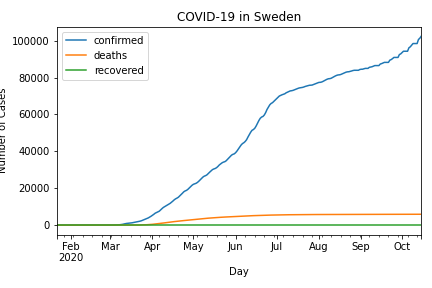 COVID-19 in Sweden
confirmed
deaths
recovered
100000
80000
60000
40000
20000
0
Number of Cases
Feb Mar Apr May Jun Jul Aug Sep Oct
2020
Day